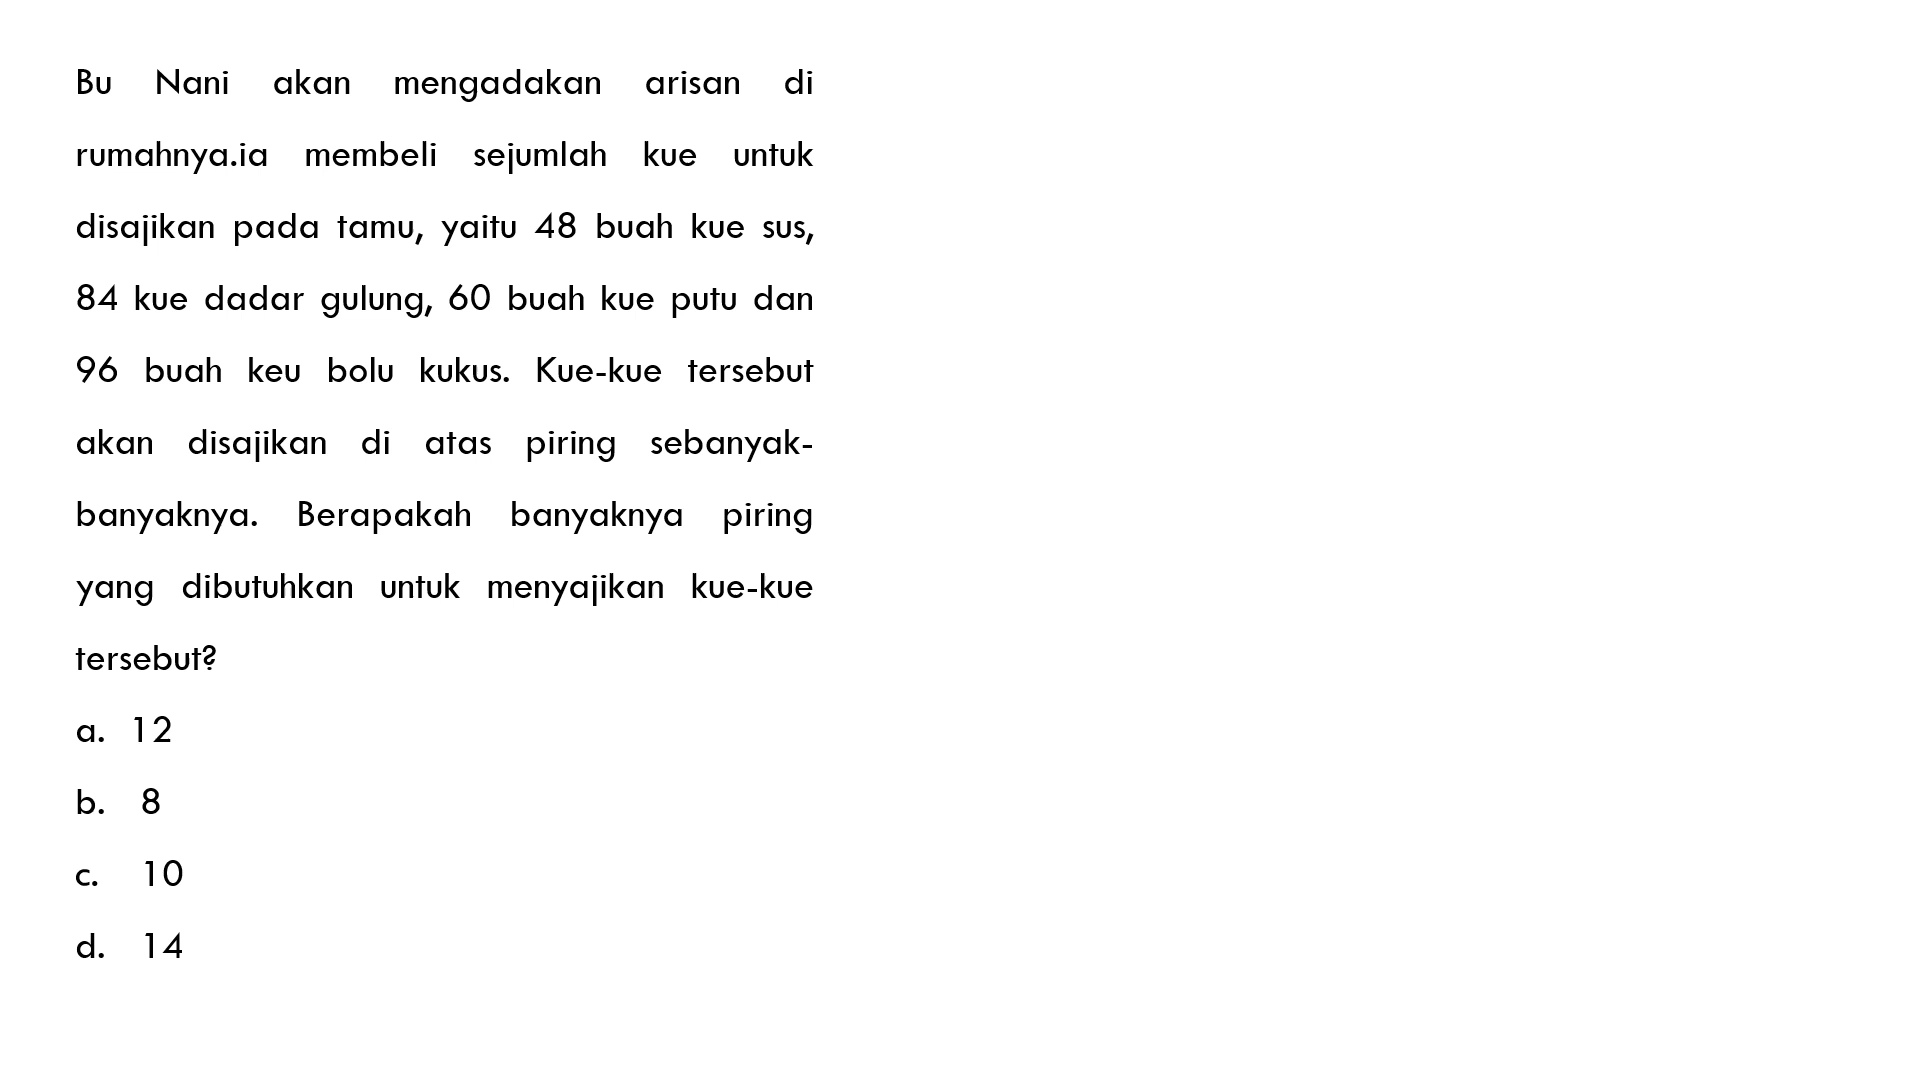 Bu Nani akan mengadakan arisan di
rumahnya.ia membeli sejumlah kue untuk
disajikan pada tamu, yaitu 48 buah kue sus,
84 kue dadar gulung, 60 buah kue putu dan
96 buah keu bolu kukus. Kue-kue tersebut
akan disajikan di atas piring sebanyak-
banyaknya. Berapakah banyaknya piring
yang dibutuhkan untuk menyajikan kue-kue
tersebut?
a. 12
b. 8
c. 10
d. 14